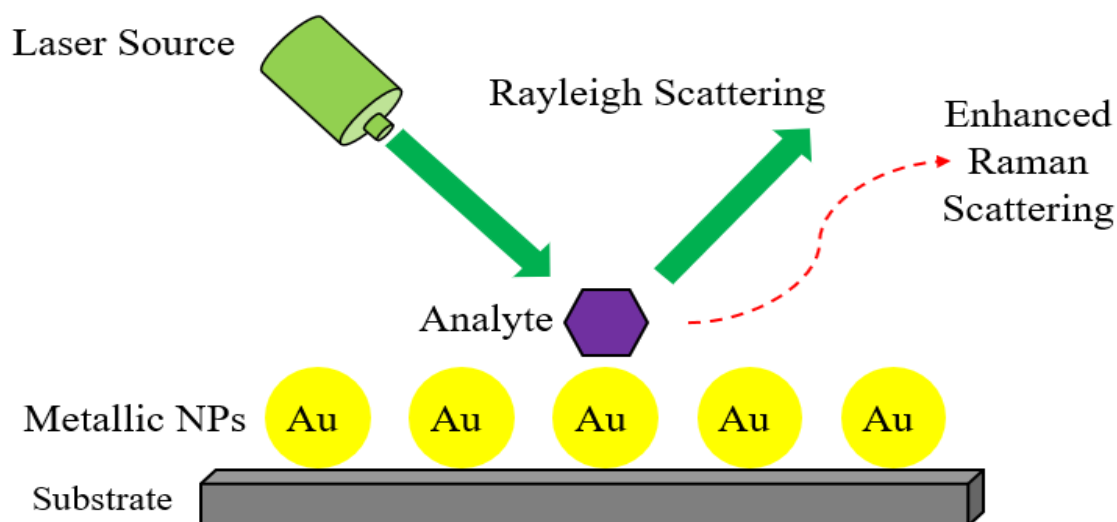 Laser Source
Rayleigh Scattering
Enhanced
Raman
Scattering
Analyte
Metallic NPs
Au Au Au Au Au
Substrate